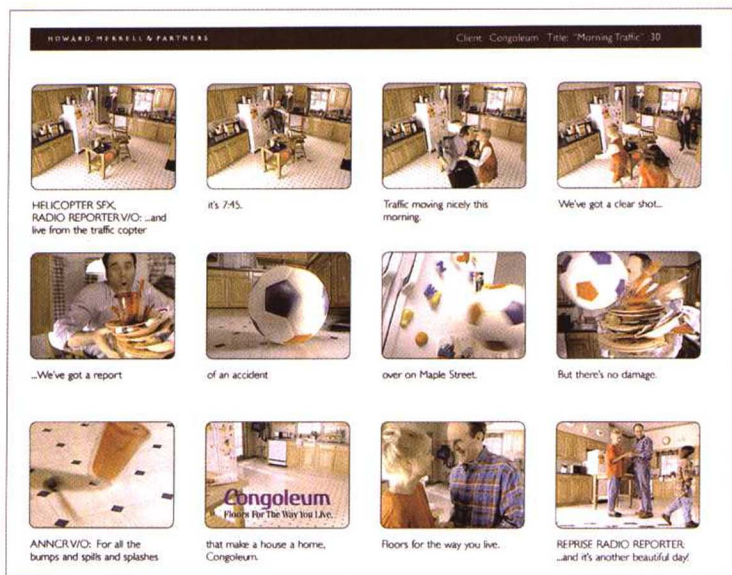 HOWARD, MERRELL & PARTNERS
Client: Congoleum Title: "Morning Traffic" :30
HELICOPTER SFX,
RADIO REPORTER V/O: ...and
live from the traffic copter
it's 7:45.
Traffic moving nicely this
morning.
We've got a clear shot...
...We've got a report
of an accident
over on Maple Street.
But there's no damage.
ANNCR V/O: For all the
bumps and spills and splashes
Congoleum
Floors For The Way You Live.
that make a house a home,
Congoleum.
Floors for the way you live.
REPRISE RADIO REPORTER:
...and it's another beautiful day!